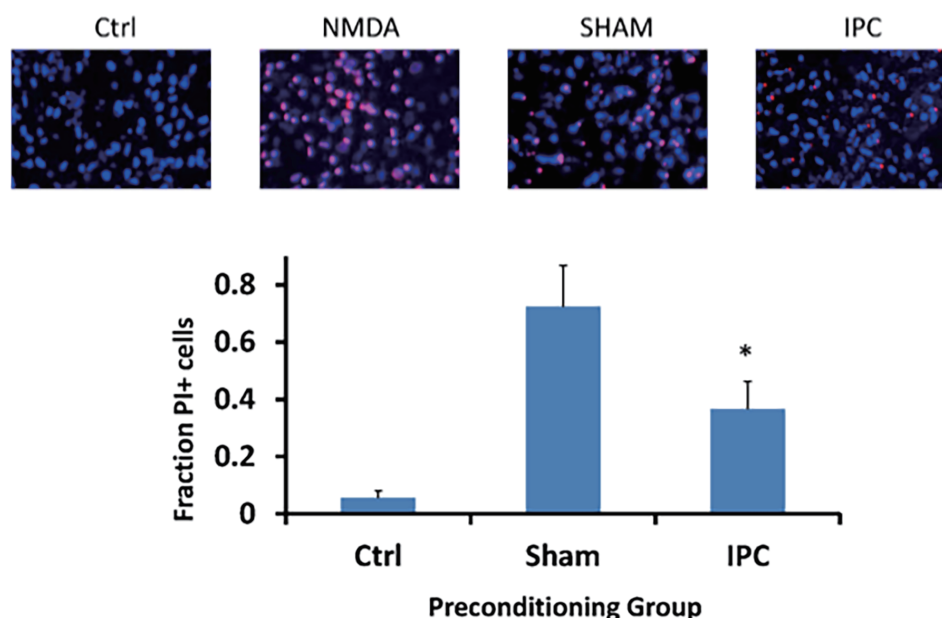 Ctrl NMDA SHAM IPC
0.8
0.6
0.4
0.2
0
Fraction PI+ cells
*
Ctrl Sham IPC
Preconditioning Group